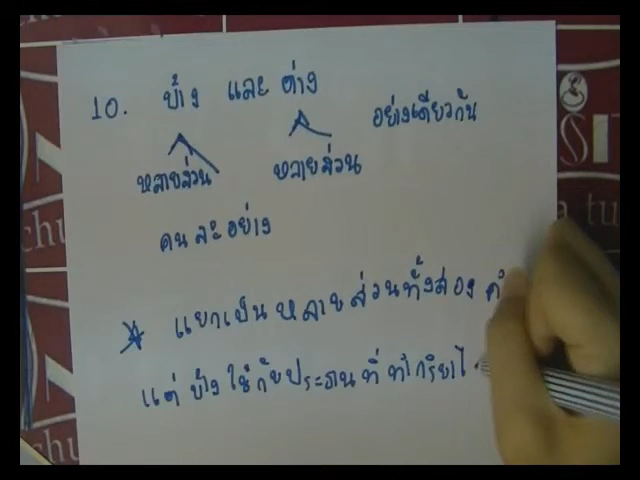 10. บ้าง และ ต่าง
อย่างเดียวกัน
หลายส่วน หลายส่วน
คนละอย่าง
* แยกเป็นหลายส่วนทั้งสอง
แต่ บ้าง ใช้กับประธานที่ทำกริยา